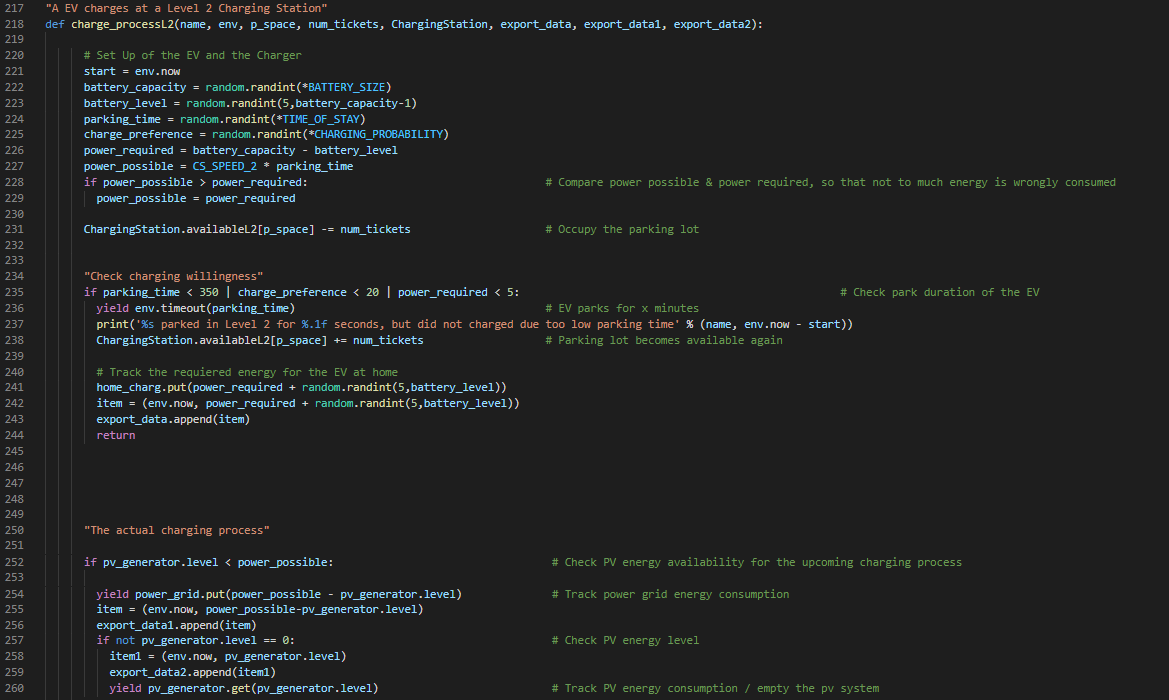 217 "A EV charges at a Level 2 Charging Station"
218 def charge_processL2(name, env, p_space, num_tickets, ChargingStation, export_data, export_data1, export_data2):
219
220 # Set Up of the EV and the Charger
221 start = env.now
222 battery_capacity = random.randint(*BATTERY_SIZE)
223 battery_level = random.randint(5,battery_capacity-1)
224 parking_time = random.randint(*TIME_OF_STAY)
225 charge_preference = random.randint(*CHARGING_PROBABILITY)
226 power_required = battery_capacity - battery_level
227 power_possible = CS_SPEED_2 * parking_time
228 if power_possible > power_required: # Compare power possible & power required, so that not to much energy is wrongly consumed
229 power_possible = power_required
230
231 ChargingStation.availableL2[p_space] -= num_tickets # Occupy the parking lot
232
233
234 "Check charging willingness"
235 if parking_time < 350 | charge_preference < 20 | power_required < 5: # Check park duration of the EV
236 yield env.timeout(parking_time) # EV parks for x minutes
237 print('%s parked in Level 2 for %.1f seconds, but did not charged due too low parking time' % (name, env.now - start))
238 ChargingStation.availableL2[p_space] += num_tickets # Parking lot becomes available again
239
240 # Track the requiered energy for the EV at home
241 home_charg.put(power_required + random.randint(5,battery_level))
242 item = (env.now, power_required + random.randint(5,battery_level))
243 export_data.append(item)
244 return
245
246
247
248
249
250 "The actual charging process"
251
252 if pv_generator.level < power_possible: # Check PV energy availability for the upcoming charging process
253
254 yield power_grid.put(power_possible - pv_generator.level) # Track power grid energy consumption
255 item = (env.now, power_possible-pv_generator.level)
256 export_data1.append(item)
257 if not pv_generator.level == 0: # Check PV energy level
258 item1 = (env.now, pv_generator.level)
259 export_data2.append(item1)
260 yield pv_generator.get(pv_generator.level) # Track PV energy consumption / empty the pv system